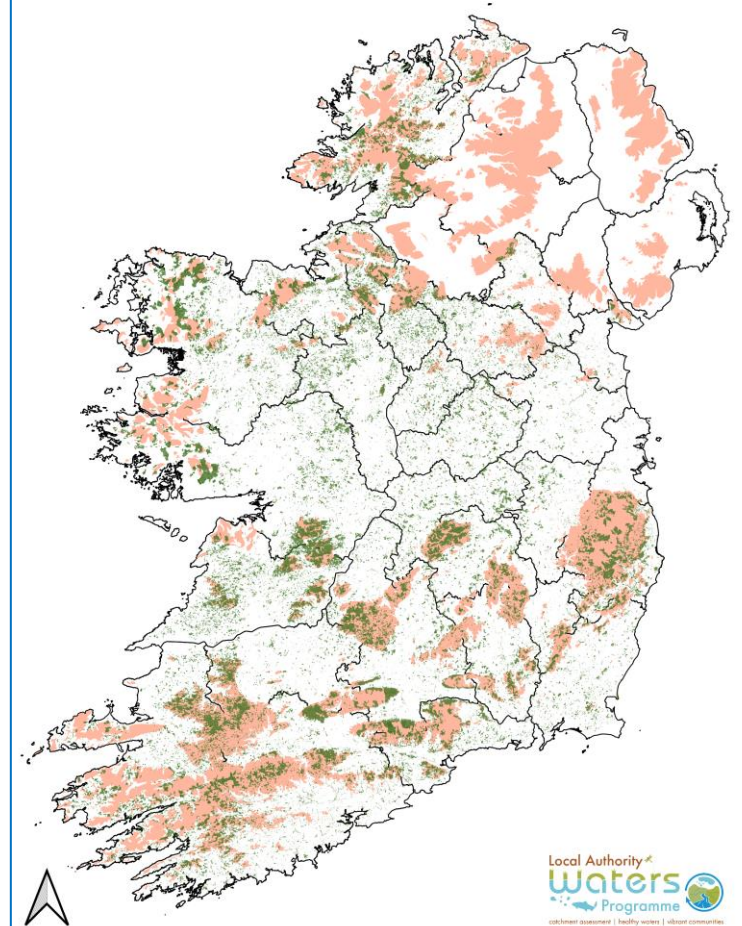 Local Authority
Waters
Programme
catchment assessment | healthy waters | vibrant communities